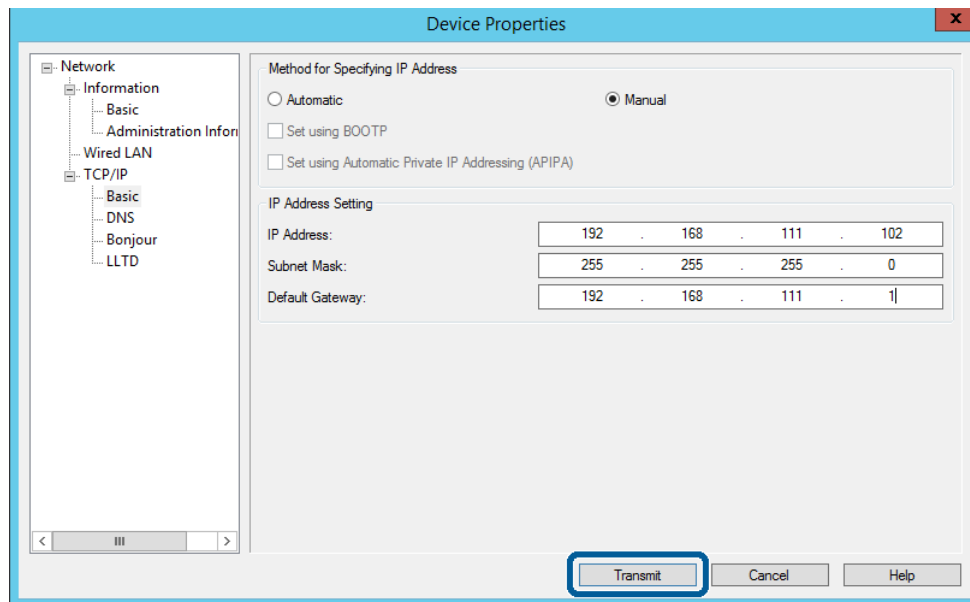 Device Properties
x
Network
Information
Basic
Administration Infor
Wired LAN
TCP/IP
Basic
DNS
Bonjour
LLTD
Method for Specifying IP Address
Automatic
Manual
Set using BOOTP
Set using Automatic Private IP Addressing (APIPA)
IP Address Setting
IP Address: 192 . 168 . 111 . 102
Subnet Mask: 255 . 255 . 255 . 0
Default Gateway: 192 . 168 . 111 . 1
Transmit
Cancel
Help